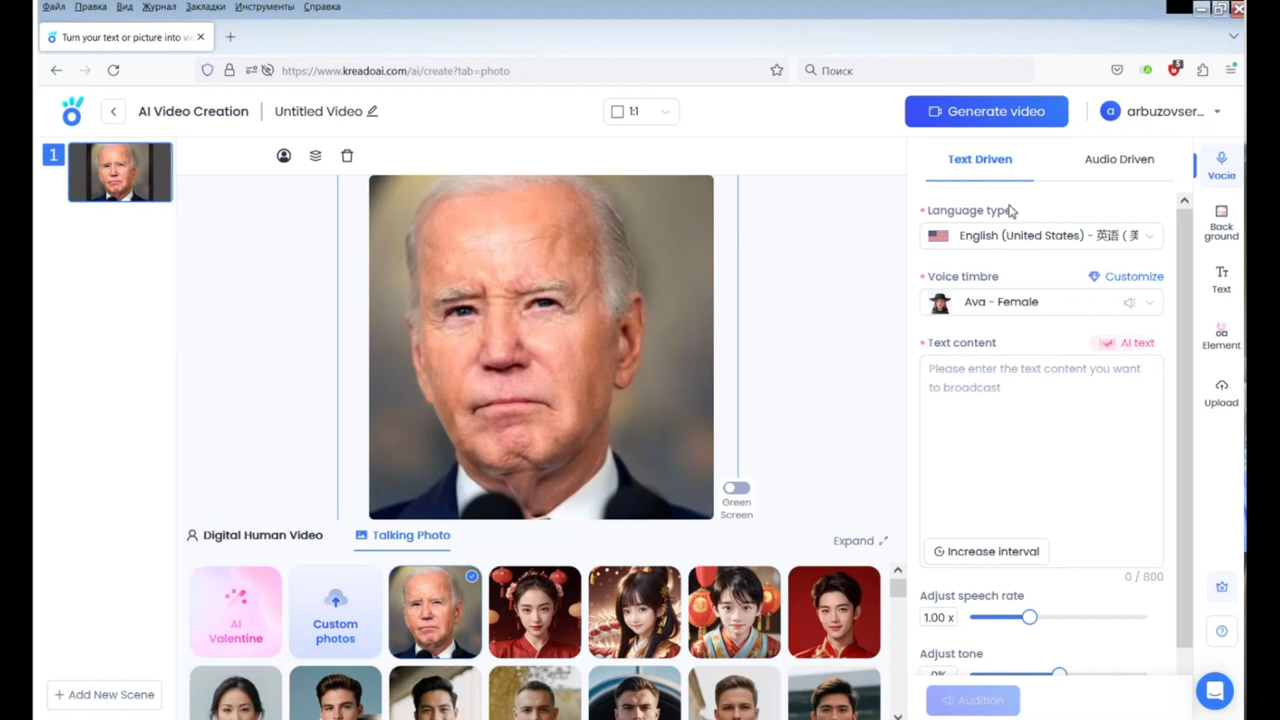 Файл Правка Вид Журнал Закладки Инструменты Справка
Turn your text or picture into vi
https://www.kreadoai.com/ai/create?tab=photo
Поиск
5
AI Video Creation
Untitled Video
1:1
Generate video
a
arbuzovser...
1
Text Driven
Audio Driven
Vocie
* Language type
English (United States) - 英语 (美
Back
ground
* Voice timbre
Customize
Ava - Female
Text
* Text content
AI text
Element
Please enter the text content you want
to broadcast
Upload
Green
Screen
Digital Human Video
Talking Photo
Expand
Increase interval
0 / 800
AI
Valentine
Custom
photos
Adjust speech rate
1.00 x
Adjust tone
0%
+ Add New Scene
Audition